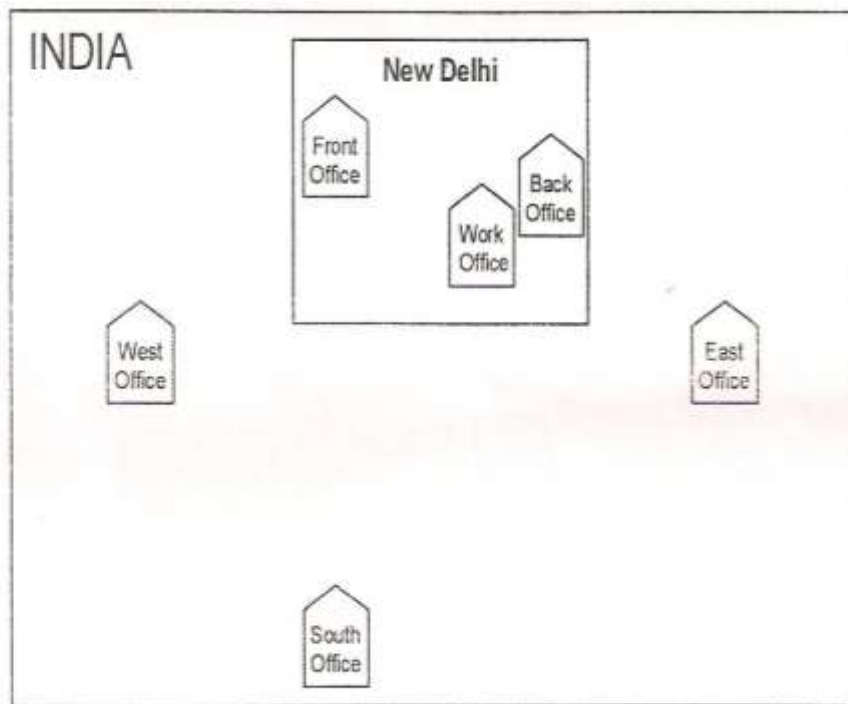 INDIA
New Delhi
Front
Office
Back
Office
Work
Office
West
Office
East
Office
South
Office